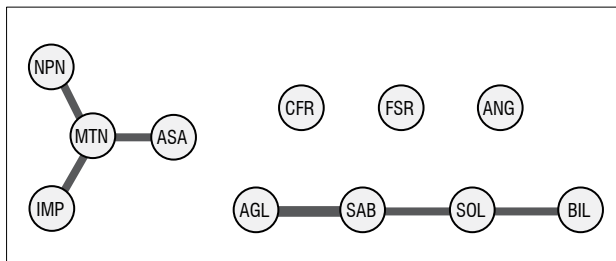 NPN
CFR FSR ANG
MTN ASA
IMP AGL SAB SOL BIL